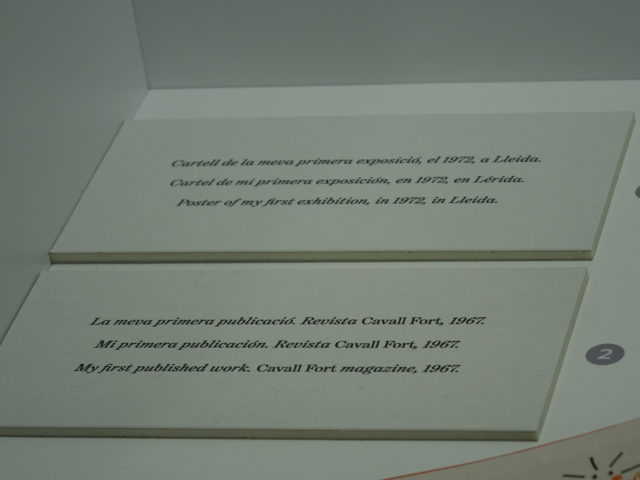 Cartell de la meva primera exposició, el 1972, a Lleida.
Cartel de mi primera exposición, en 1972, en Lérida.
Poster of my first exhibition, in 1972, in Lleida.
La meva primera publicació. Revista Cavall Fort, 1967.
Mi primera publicación. Revista Cavall Fort, 1967.
My first published work. Cavall Fort magazine, 1967.
2